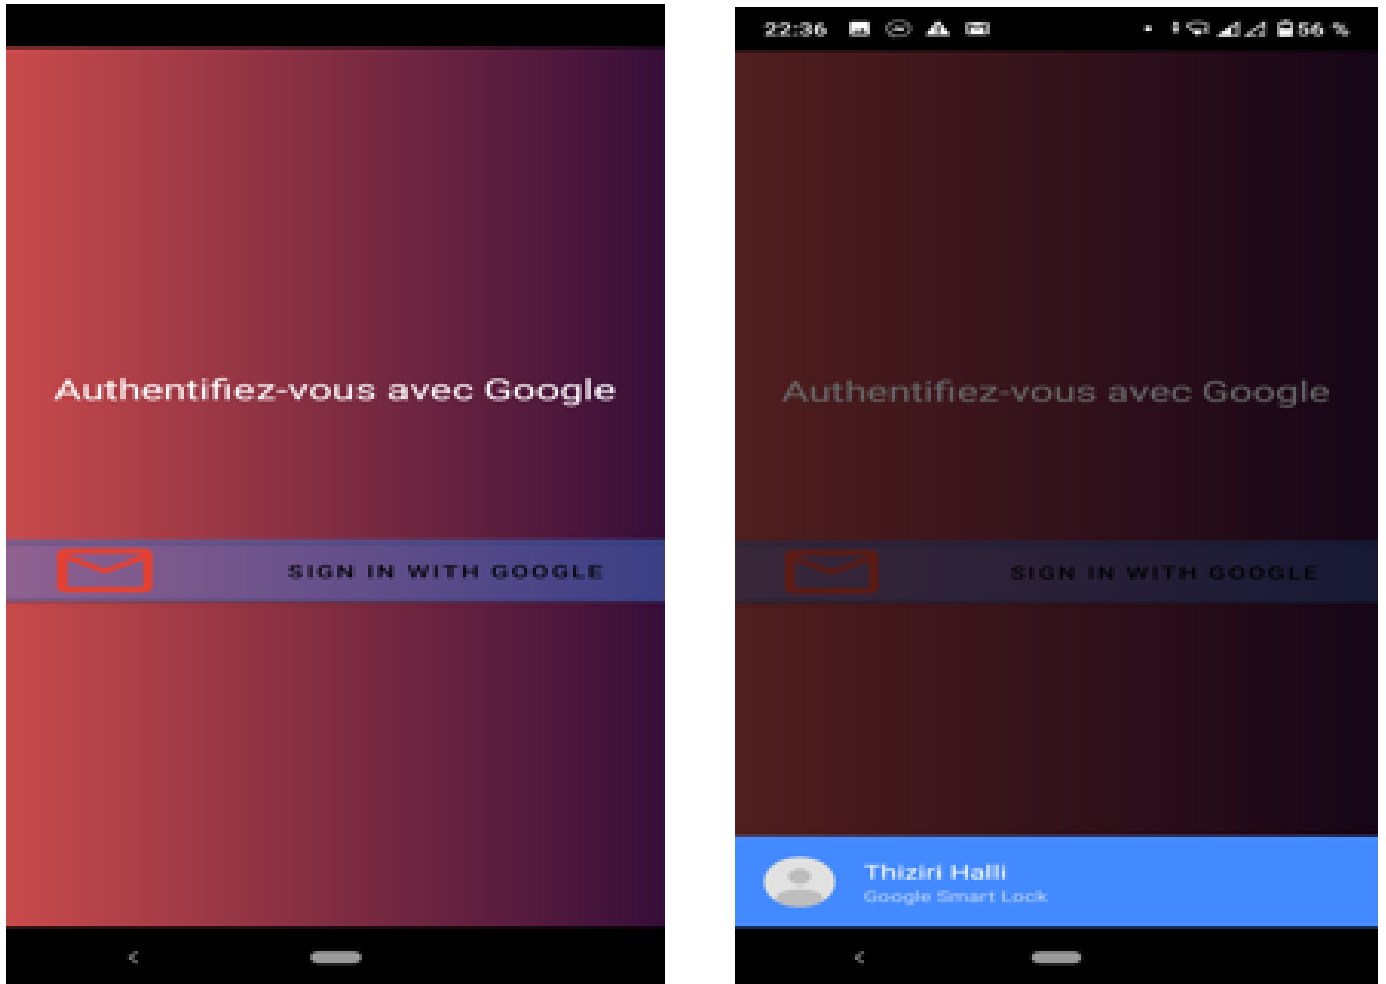 Authentifiez-vous avec Google
SIGN IN WITH GOOGLE
22:36
56 %
Authentifiez-vous avec Google
SIGN IN WITH GOOGLE
Thiziri Halli
Google Smart Lock